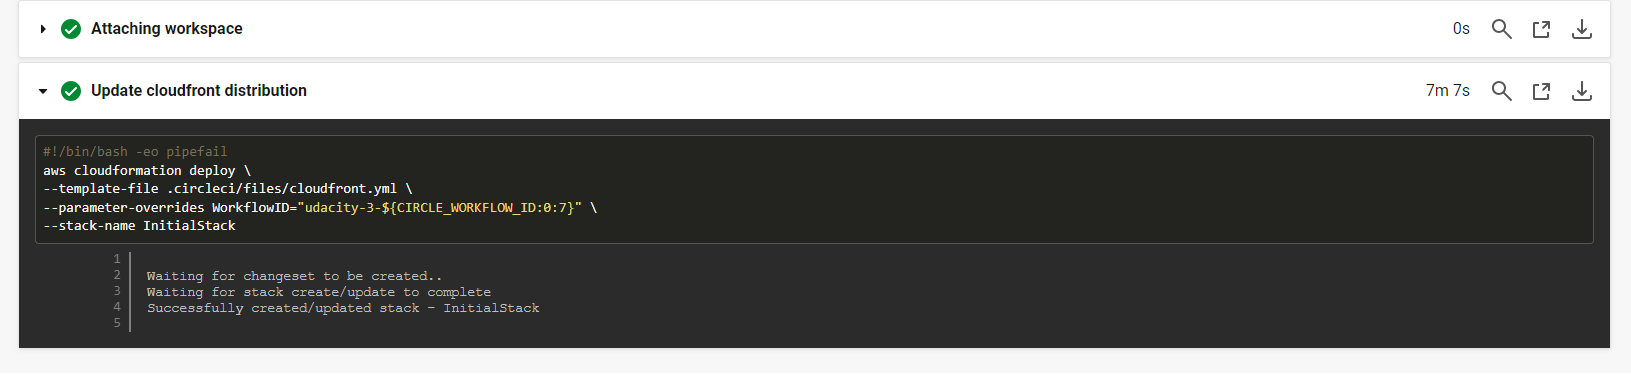 Attaching workspace 0s
Update cloudfront distribution 7m 7s
#!/bin/bash -eo pipefail
aws cloudformation deploy \
--template-file .circleci/files/cloudfront.yml \
--parameter-overrides WorkflowID="udacity-3-${CIRCLE_WORKFLOW_ID:0:7}" \
--stack-name InitialStack
1
2 Waiting for changeset to be created..
3 Waiting for stack create/update to complete
4 Successfully created/updated stack - InitialStack
5